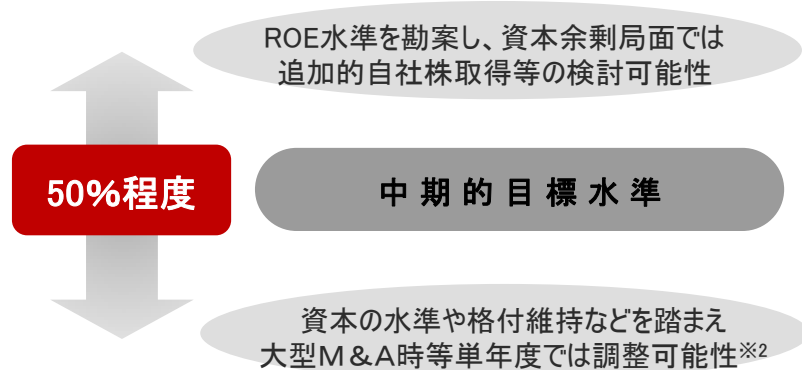 ROE水準を勘案し、資本余剰局面では
追加的自社株取得等の検討可能性
50%程度
中期的目標水準
資本の水準や格付維持などを踏まえ
大型M&A時等単年度では調整可能性※2